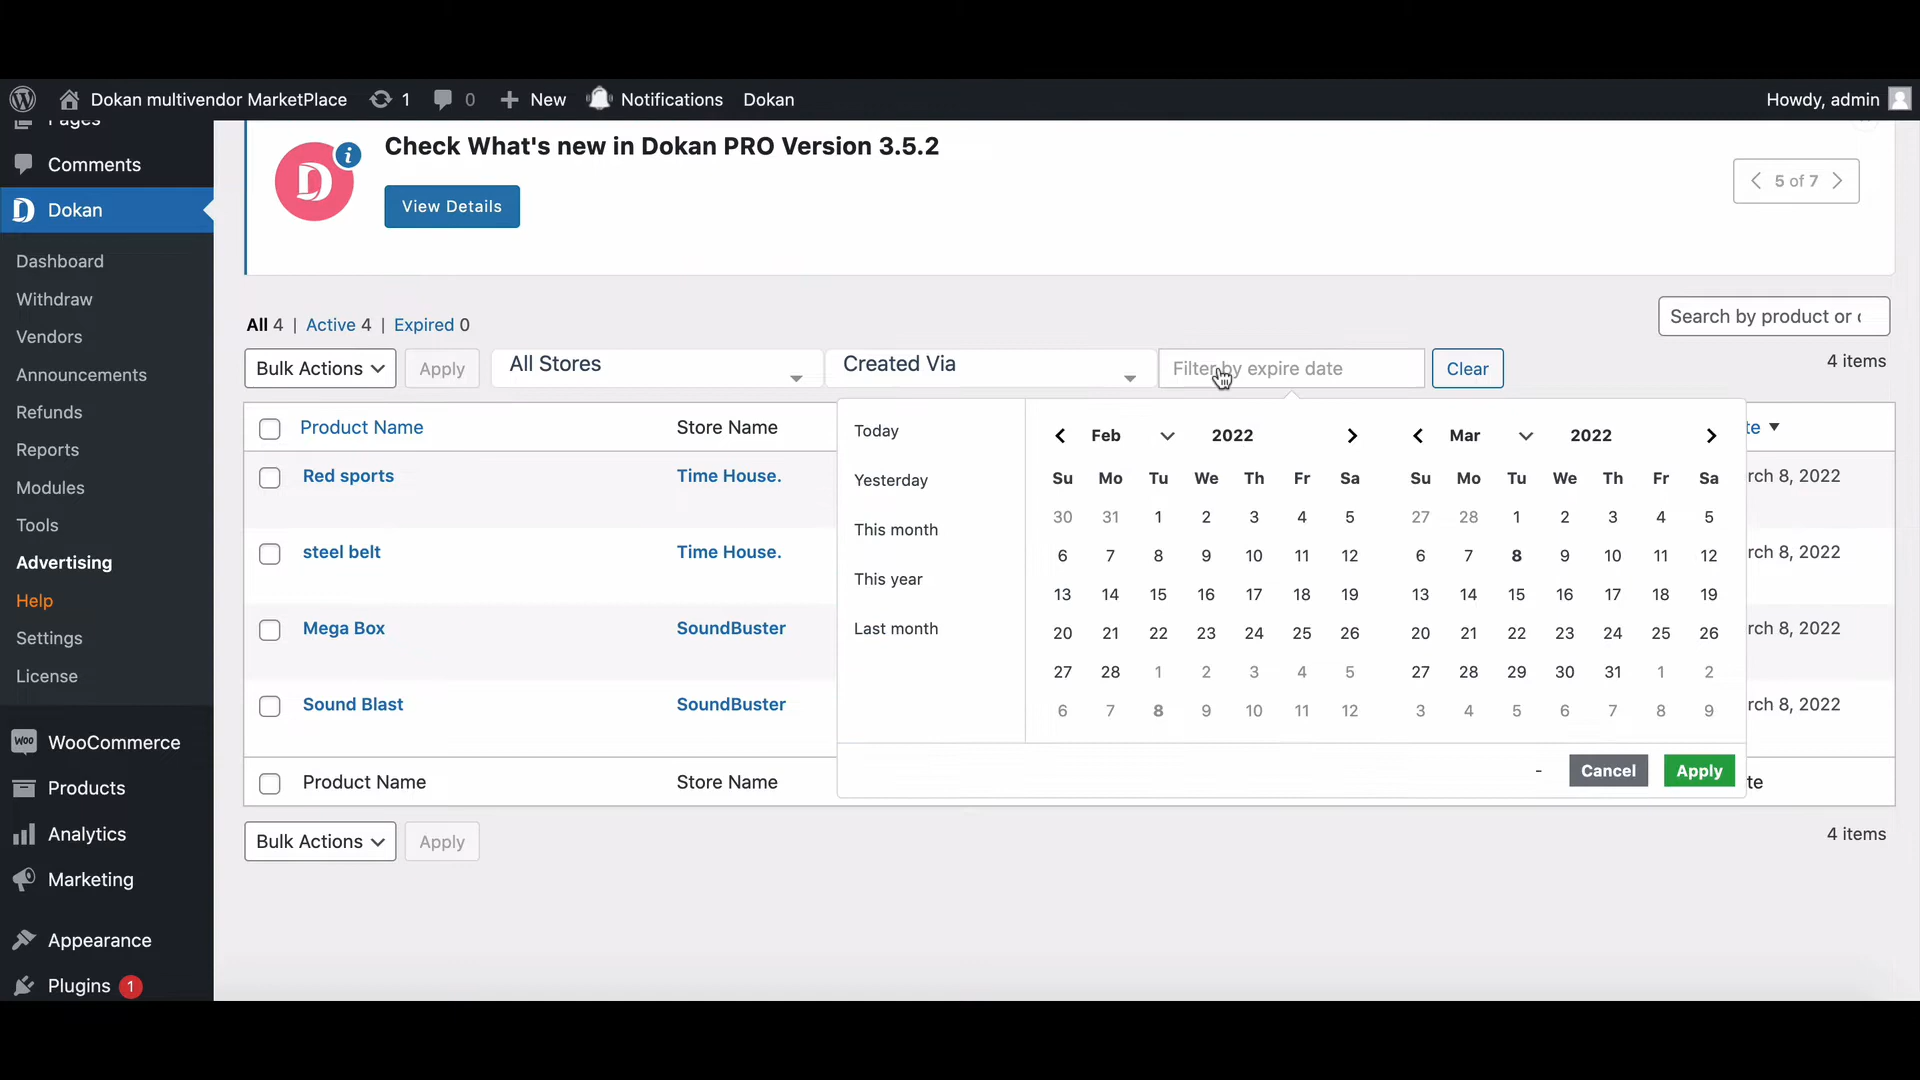 Dokan multivendor MarketPlace 1 0 New Notifications Dokan Howdy, admin
Pages
Comments
Dokan
Dashboard
Withdraw
Vendors
Announcements
Refunds
Reports
Modules
Tools
Advertising
Help
Settings
License
WOO WooCommerce
Products
Analytics
Marketing
Appearance
Plugins 1
Check What's new in Dokan PRO Version 3.5.2
View Details
5 of 7
All 4 | Active 4 | Expired 0
Search by product or
Bulk Actions Apply All Stores Created Via Filter by expire date Clear 4 items
Product Name Store Name te
Red sports Time House. rch 8, 2022
steel belt Time House. rch 8, 2022
Mega Box SoundBuster rch 8, 2022
Sound Blast SoundBuster rch 8, 2022
Product Name Store Name te
Today
Yesterday
This month
This year
Last month
Feb 2022
Su Mo Tu We Th Fr Sa
30 31 1 2 3 4 5
6 7 8 9 10 11 12
13 14 15 16 17 18 19
20 21 22 23 24 25 26
27 28 1 2 3 4 5
6 7 8 9 10 11 12
Mar 2022
Su Mo Tu We Th Fr Sa
27 28 1 2 3 4 5
6 7 8 9 10 11 12
13 14 15 16 17 18 19
20 21 22 23 24 25 26
27 28 29 30 31 1 2
3 4 5 6 7 8 9
- Cancel Apply
Bulk Actions Apply 4 items